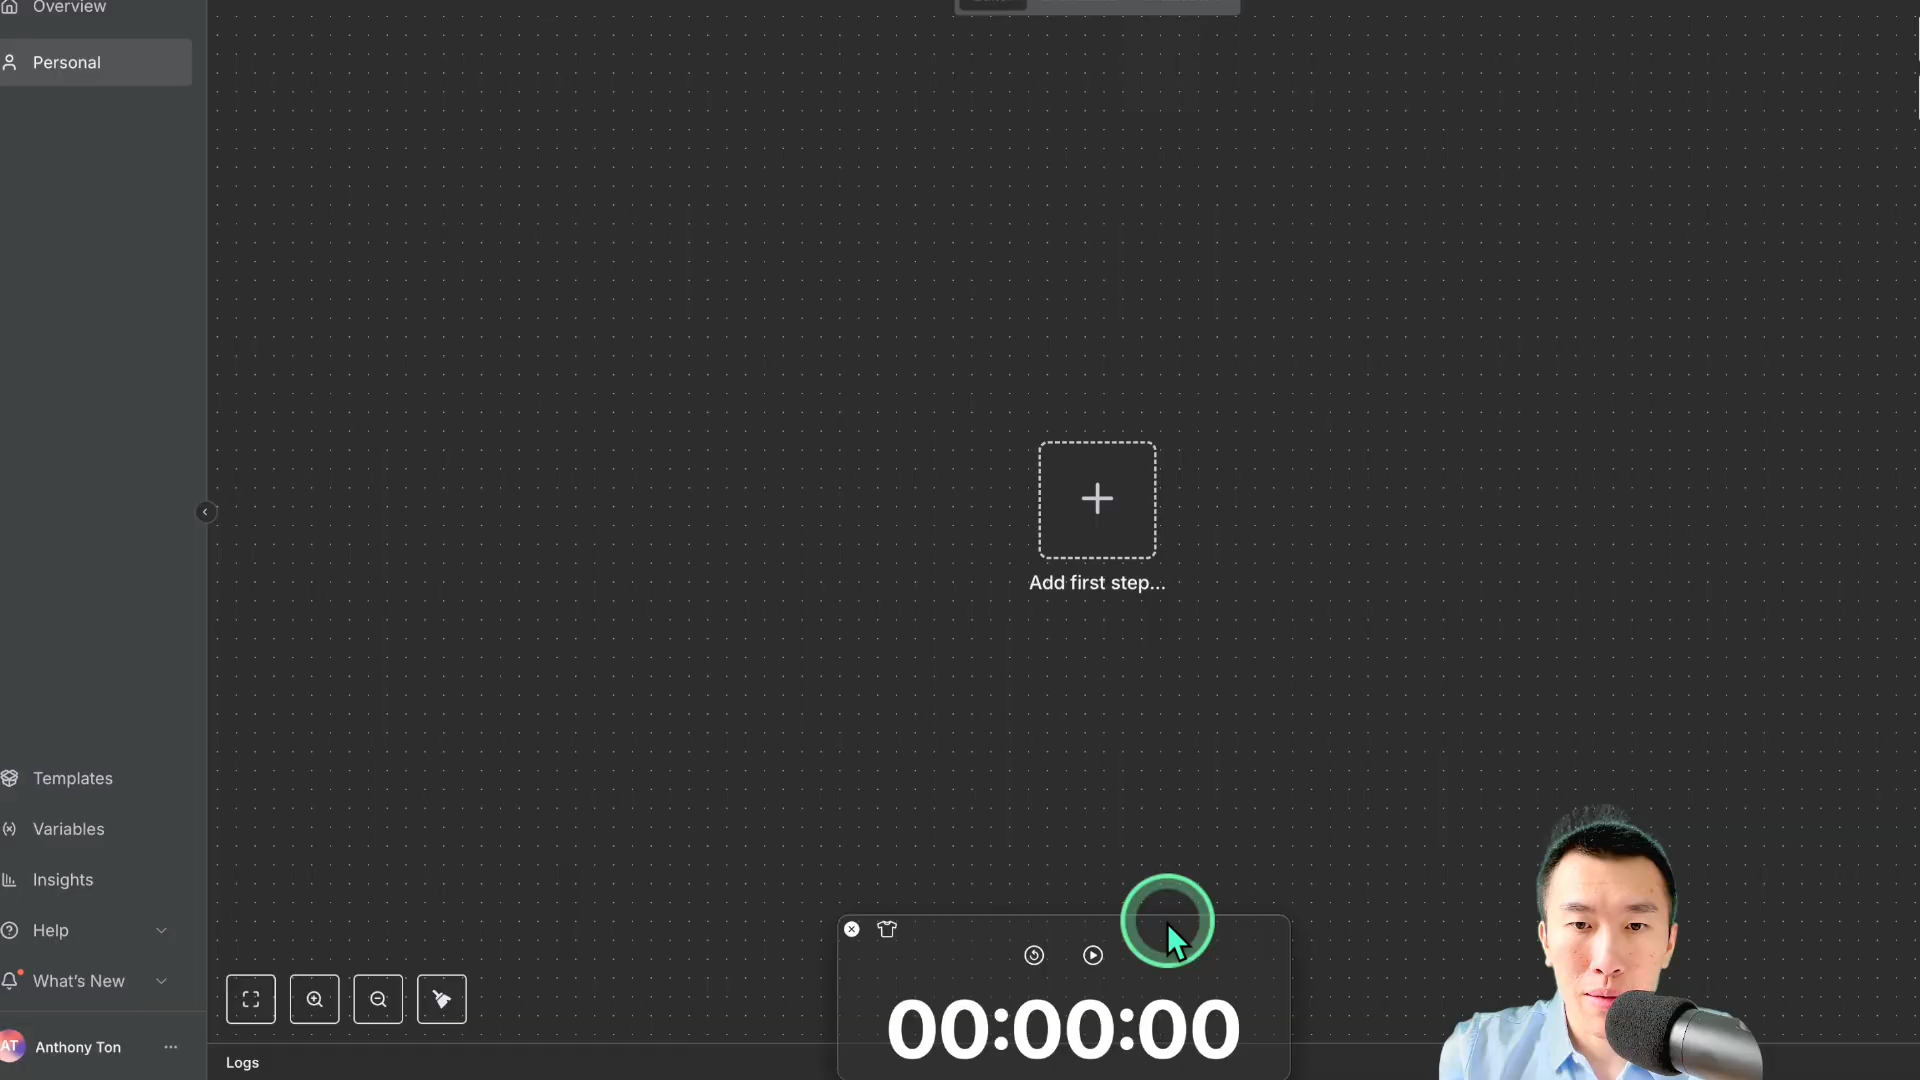 Overview
Personal
Add first step...
Templates
Variables
Insights
Help
What's New
AT
Anthony Ton
Logs
00:00:00